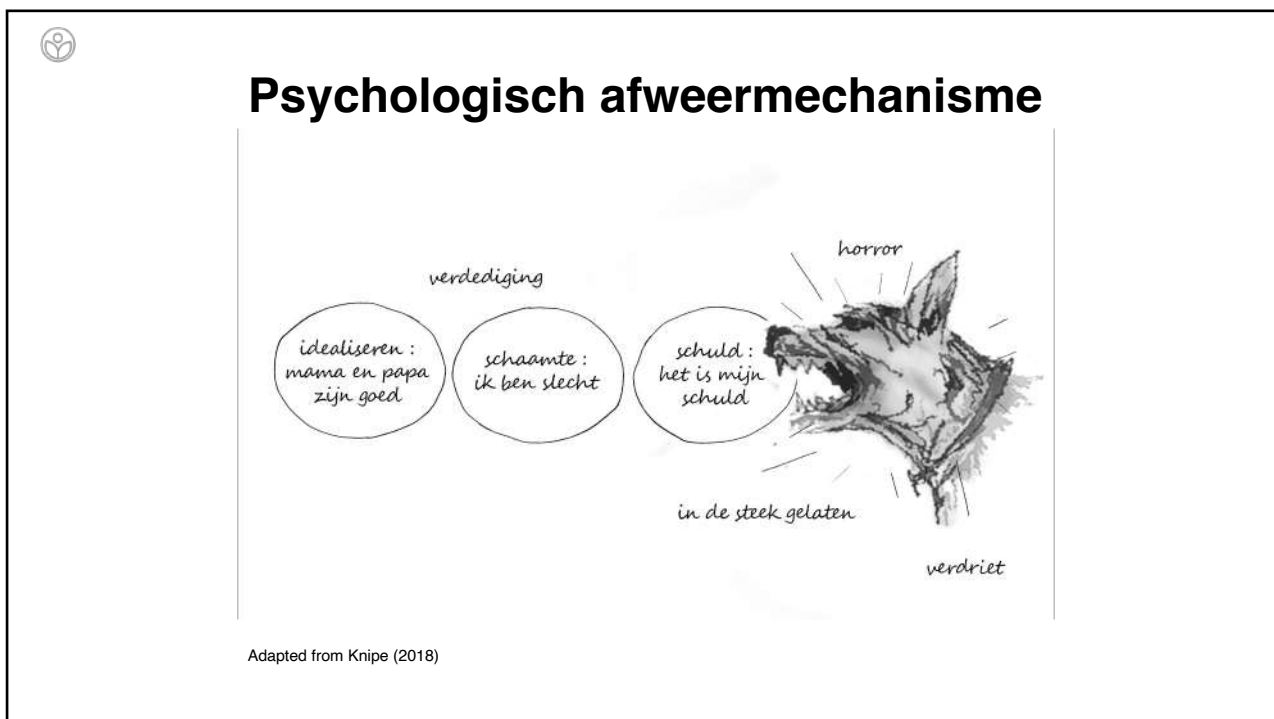 Psychologisch afweermechanisme
horror
verdediging
idealiseren :
mama en papa
zijn goed
schaamte :
ik ben slecht
schuld :
het is mijn
schuld
in de steek gelaten
verdriet
Adapted from Knipe (2018)